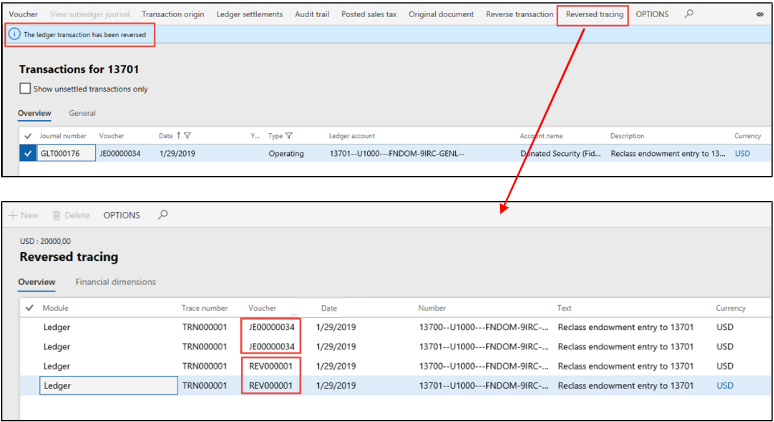 Voucher View subledger journal Transaction origin Ledger settlements Audit trail Posted sales tax Original document Reverse transaction Reversed tracing OPTIONS
The ledger transaction has been reversed
Transactions for 13701
Show unsettled transactions only
Overview General
Journal number Voucher Date Y... Type Ledger account Account name Description Currency
GLT000176 JE00000034 1/29/2019 Operating 13701--U1000---FNDOM-9IRC-GENL-- Donated Security (Fid... Reclass endowment entry to 13... USD
New Delete OPTIONS
USD : 20000,00
Reversed tracing
Overview Financial dimensions
Module Trace number Voucher Date Number Text Currency
Ledger TRN000001 JE00000034 1/29/2019 13700--U1000---FNDOM-9IRC-... Reclass endowment entry to 13701 USD
Ledger TRN000001 JE00000034 1/29/2019 13701--U1000---FNDOM-9IRC-... Reclass endowment entry to 13701 USD
Ledger TRN000001 REV000001 1/29/2019 13700--U1000---FNDOM-9IRC-... Reclass endowment entry to 13701 USD
Ledger TRN000001 REV000001 1/29/2019 13701--U1000---FNDOM-9IRC-... Reclass endowment entry to 13701 USD